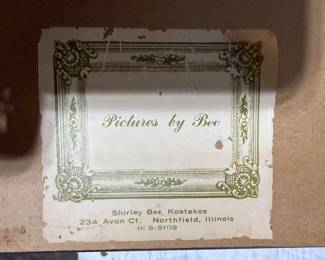 Pictures by Bee
Shirley Bee, Kostakos
234 Avon Ct. Northfield, Illinois
Hi 6-5109